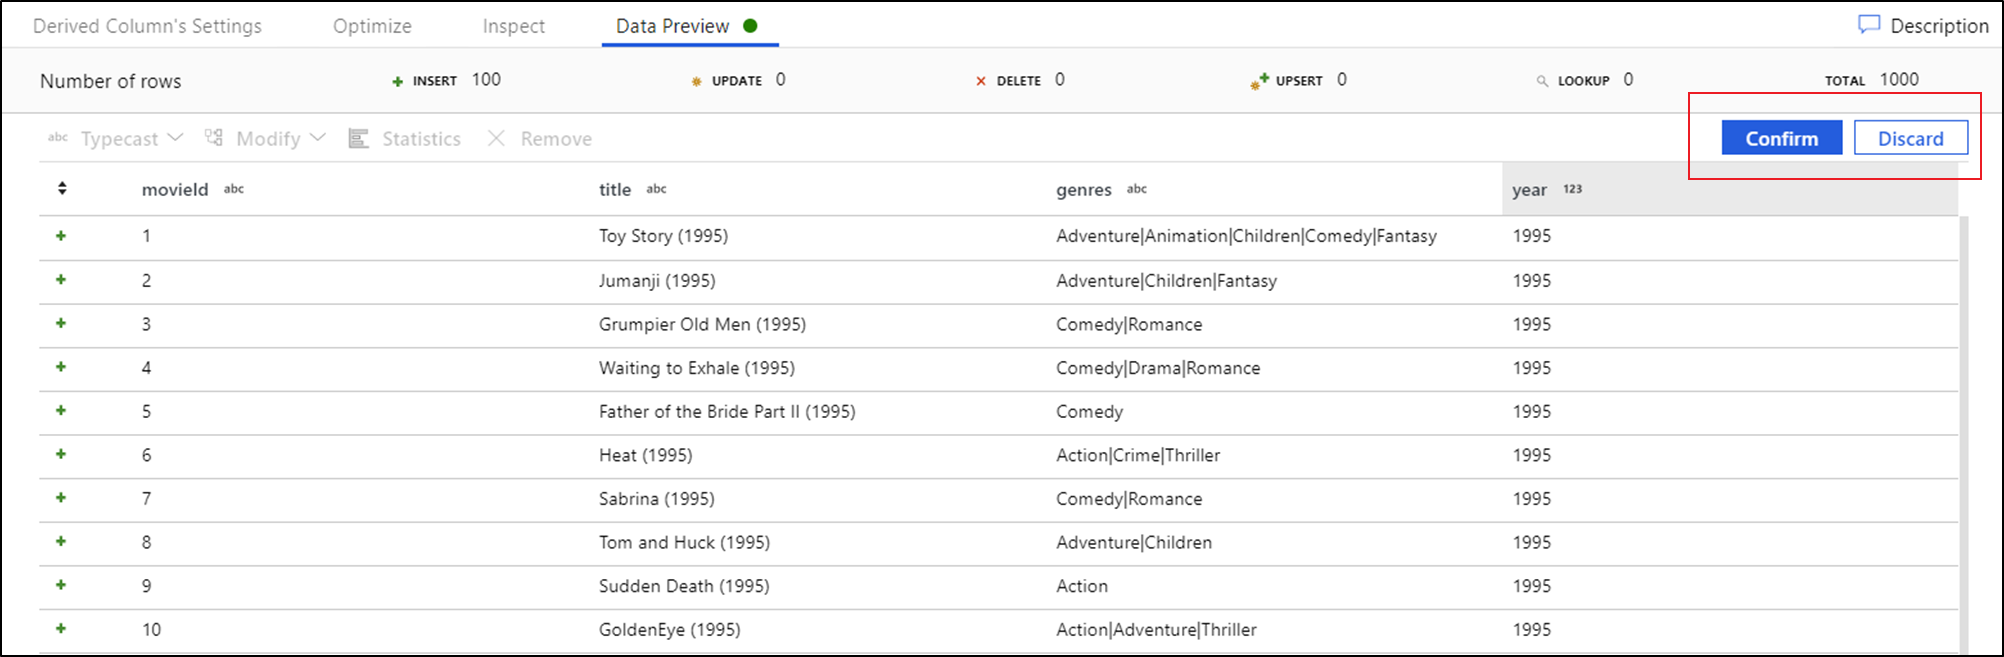 Derived Column's Settings Optimize Inspect Data Preview Description
Number of rows INSERT 100 UPDATE 0 DELETE 0 UPSERT 0 LOOKUP 0 TOTAL 1000
abc Typecast Modify Statistics Remove Confirm Discard
movieId abc title abc genres abc year 123
1 Toy Story (1995) Adventure|Animation|Children|Comedy|Fantasy 1995
2 Jumanji (1995) Adventure|Children|Fantasy 1995
3 Grumpier Old Men (1995) Comedy|Romance 1995
4 Waiting to Exhale (1995) Comedy|Drama|Romance 1995
5 Father of the Bride Part II (1995) Comedy 1995
6 Heat (1995) Action|Crime|Thriller 1995
7 Sabrina (1995) Comedy|Romance 1995
8 Tom and Huck (1995) Adventure|Children 1995
9 Sudden Death (1995) Action 1995
10 GoldenEye (1995) Action|Adventure|Thriller 1995